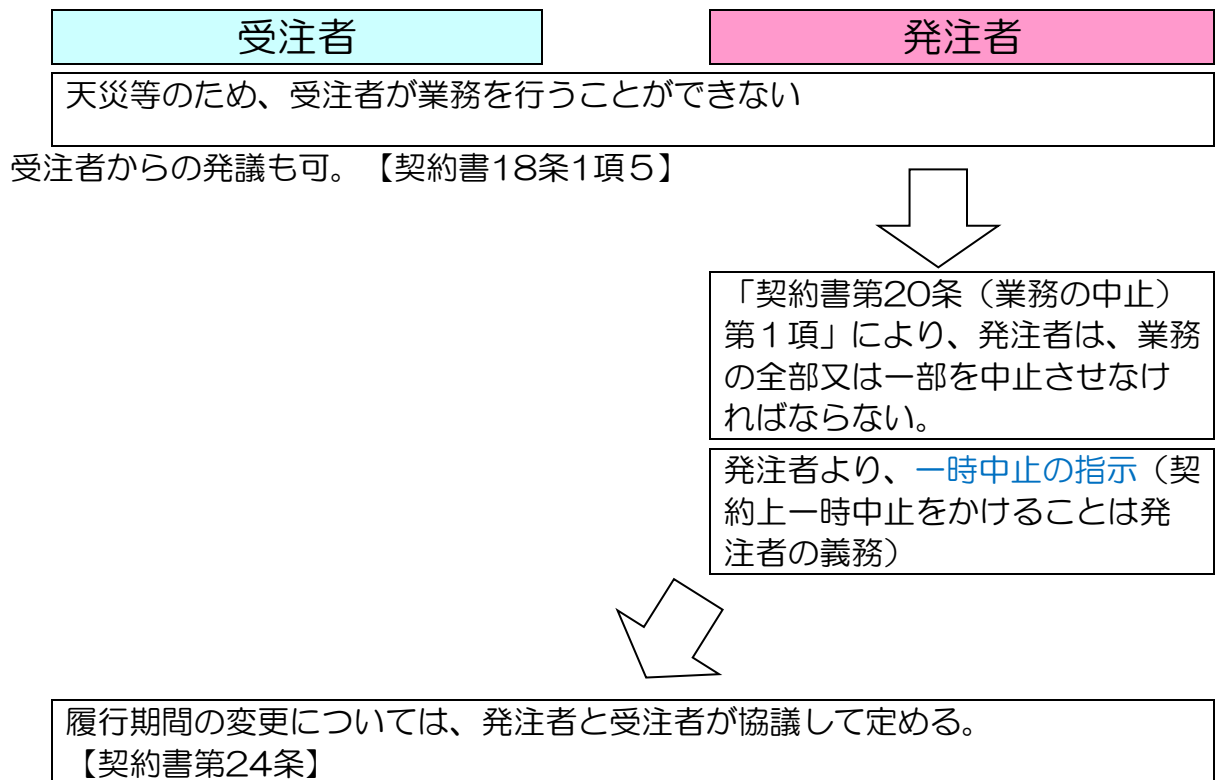 受注者
発注者
天災等のため、受注者が業務を行うことができない
受注者からの発議も可。【契約書18条1項5】
「契約書第20条（業務の中止）
第1項」により、発注者は、業務
の全部又は一部を中止させなけ
ればならない。
発注者より、一時中止の指示（契
約上一時中止をかけることは発
注者の義務）
履行期間の変更については、発注者と受注者が協議して定める。
【契約書第24条】